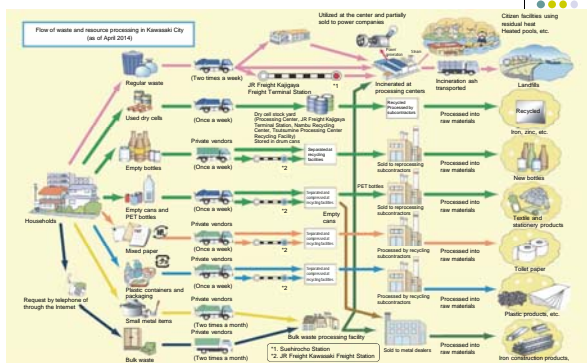 Flow of waste and resource processing in Kawasaki City
(as of April 2014)
Utilized at the center and partially
sold to power companies
Citizen facilities using
residual heat
Heated pools, etc.
Power generation
Steam
Regular waste
(Two times a week)
JR Freight Kajigaya
Freight Terminal Station
*1
Incinerated at
processing centers
Incineration ash
transported
Landfills
Used dry cells
(Once a week)
Dry cell stock yard
(Processing Center, JR Freight Kajigaya
Terminal Station, Nambu Recycling
Center, Tsutsumine Processing Center
Recycling Facility)
Stored in drum cans
Recycled
Processed by
subcontractors
Processed into
raw materials
Recycled
Iron, zinc, etc.
Private vendors
Empty bottles
(Once a week)
*2
Separated at
recycling
facilities
Sold to reprocessing
subcontractors
Processed into
raw materials
New bottles
Households
Empty cans and
PET bottles
(Once a week)
*2
Separated and
compressed at
recycling facilities
PET bottles
Empty
cans
Sold to reprocessing
subcontractors
Processed into
raw materials
Textile and
stationery products
Private vendors
Mixed paper
(Once a week)
*2
Separated and
compressed at
recycling facilities
Processed by recycling
subcontractors
Processed into
raw materials
Toilet paper
Private vendors
Plastic containers and
packaging
(Once a week)
*2
Separated and
compressed at
recycling facilities
Processed by recycling
subcontractors
Processed into
raw materials
Plastic products, etc.
Request by telephone of
through the Internet
Private vendors
Small metal items
(Two times a month)
Bulk waste processing facility
Private vendors
Bulk waste
(Two times a month)
*1. Suehirocho Station
*2. JR Freight Kawasaki Freight Station
Sold to metal dealers
Processed into
raw materials
Iron construction products,